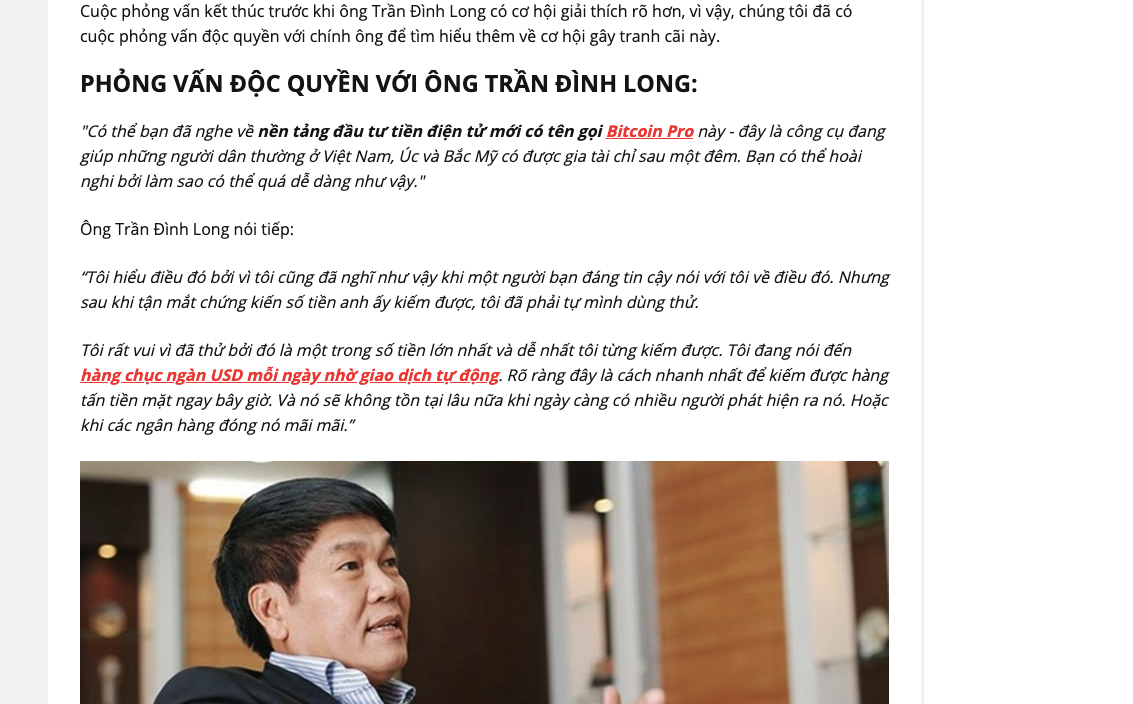 Cuộc phỏng vấn kết thúc trước khi ông Trần Đình Long có cơ hội giải thích rõ hơn, vì vậy, chúng tôi đã có
cuộc phỏng vấn độc quyền với chính ông để tìm hiểu thêm về cơ hội gây tranh cãi này.
PHỎNG VẤN ĐỘC QUYỀN VỚI ÔNG TRẦN ĐÌNH LONG:
"Có thể bạn đã nghe về nền tảng đầu tư tiền điện tử mới có tên gọi Bitcoin Pro này - đây là công cụ đang
giúp những người dân thường ở Việt Nam, Úc và Bắc Mỹ có được gia tài chỉ sau một đêm. Bạn có thể hoài
nghi bởi làm sao có thể quá dễ dàng như vậy."
Ông Trần Đình Long nói tiếp:
“Tôi hiểu điều đó bởi vì tôi cũng đã nghĩ như vậy khi một người bạn đáng tin cậy nói với tôi về điều đó. Nhưng
sau khi tận mắt chứng kiến số tiền anh ấy kiếm được, tôi đã phải tự mình dùng thử.
Tôi rất vui vì đã thử bởi đó là một trong số tiền lớn nhất và dễ nhất tôi từng kiếm được. Tôi đang nói đến
hàng chục ngàn USD mỗi ngày nhờ giao dịch tự động. Rõ ràng đây là cách nhanh nhất để kiếm được hàng
tấn tiền mặt ngay bây giờ. Và nó sẽ không tồn tại lâu nữa khi ngày càng có nhiều người phát hiện ra nó. Hoặc
khi các ngân hàng đóng nó mãi mãi.”